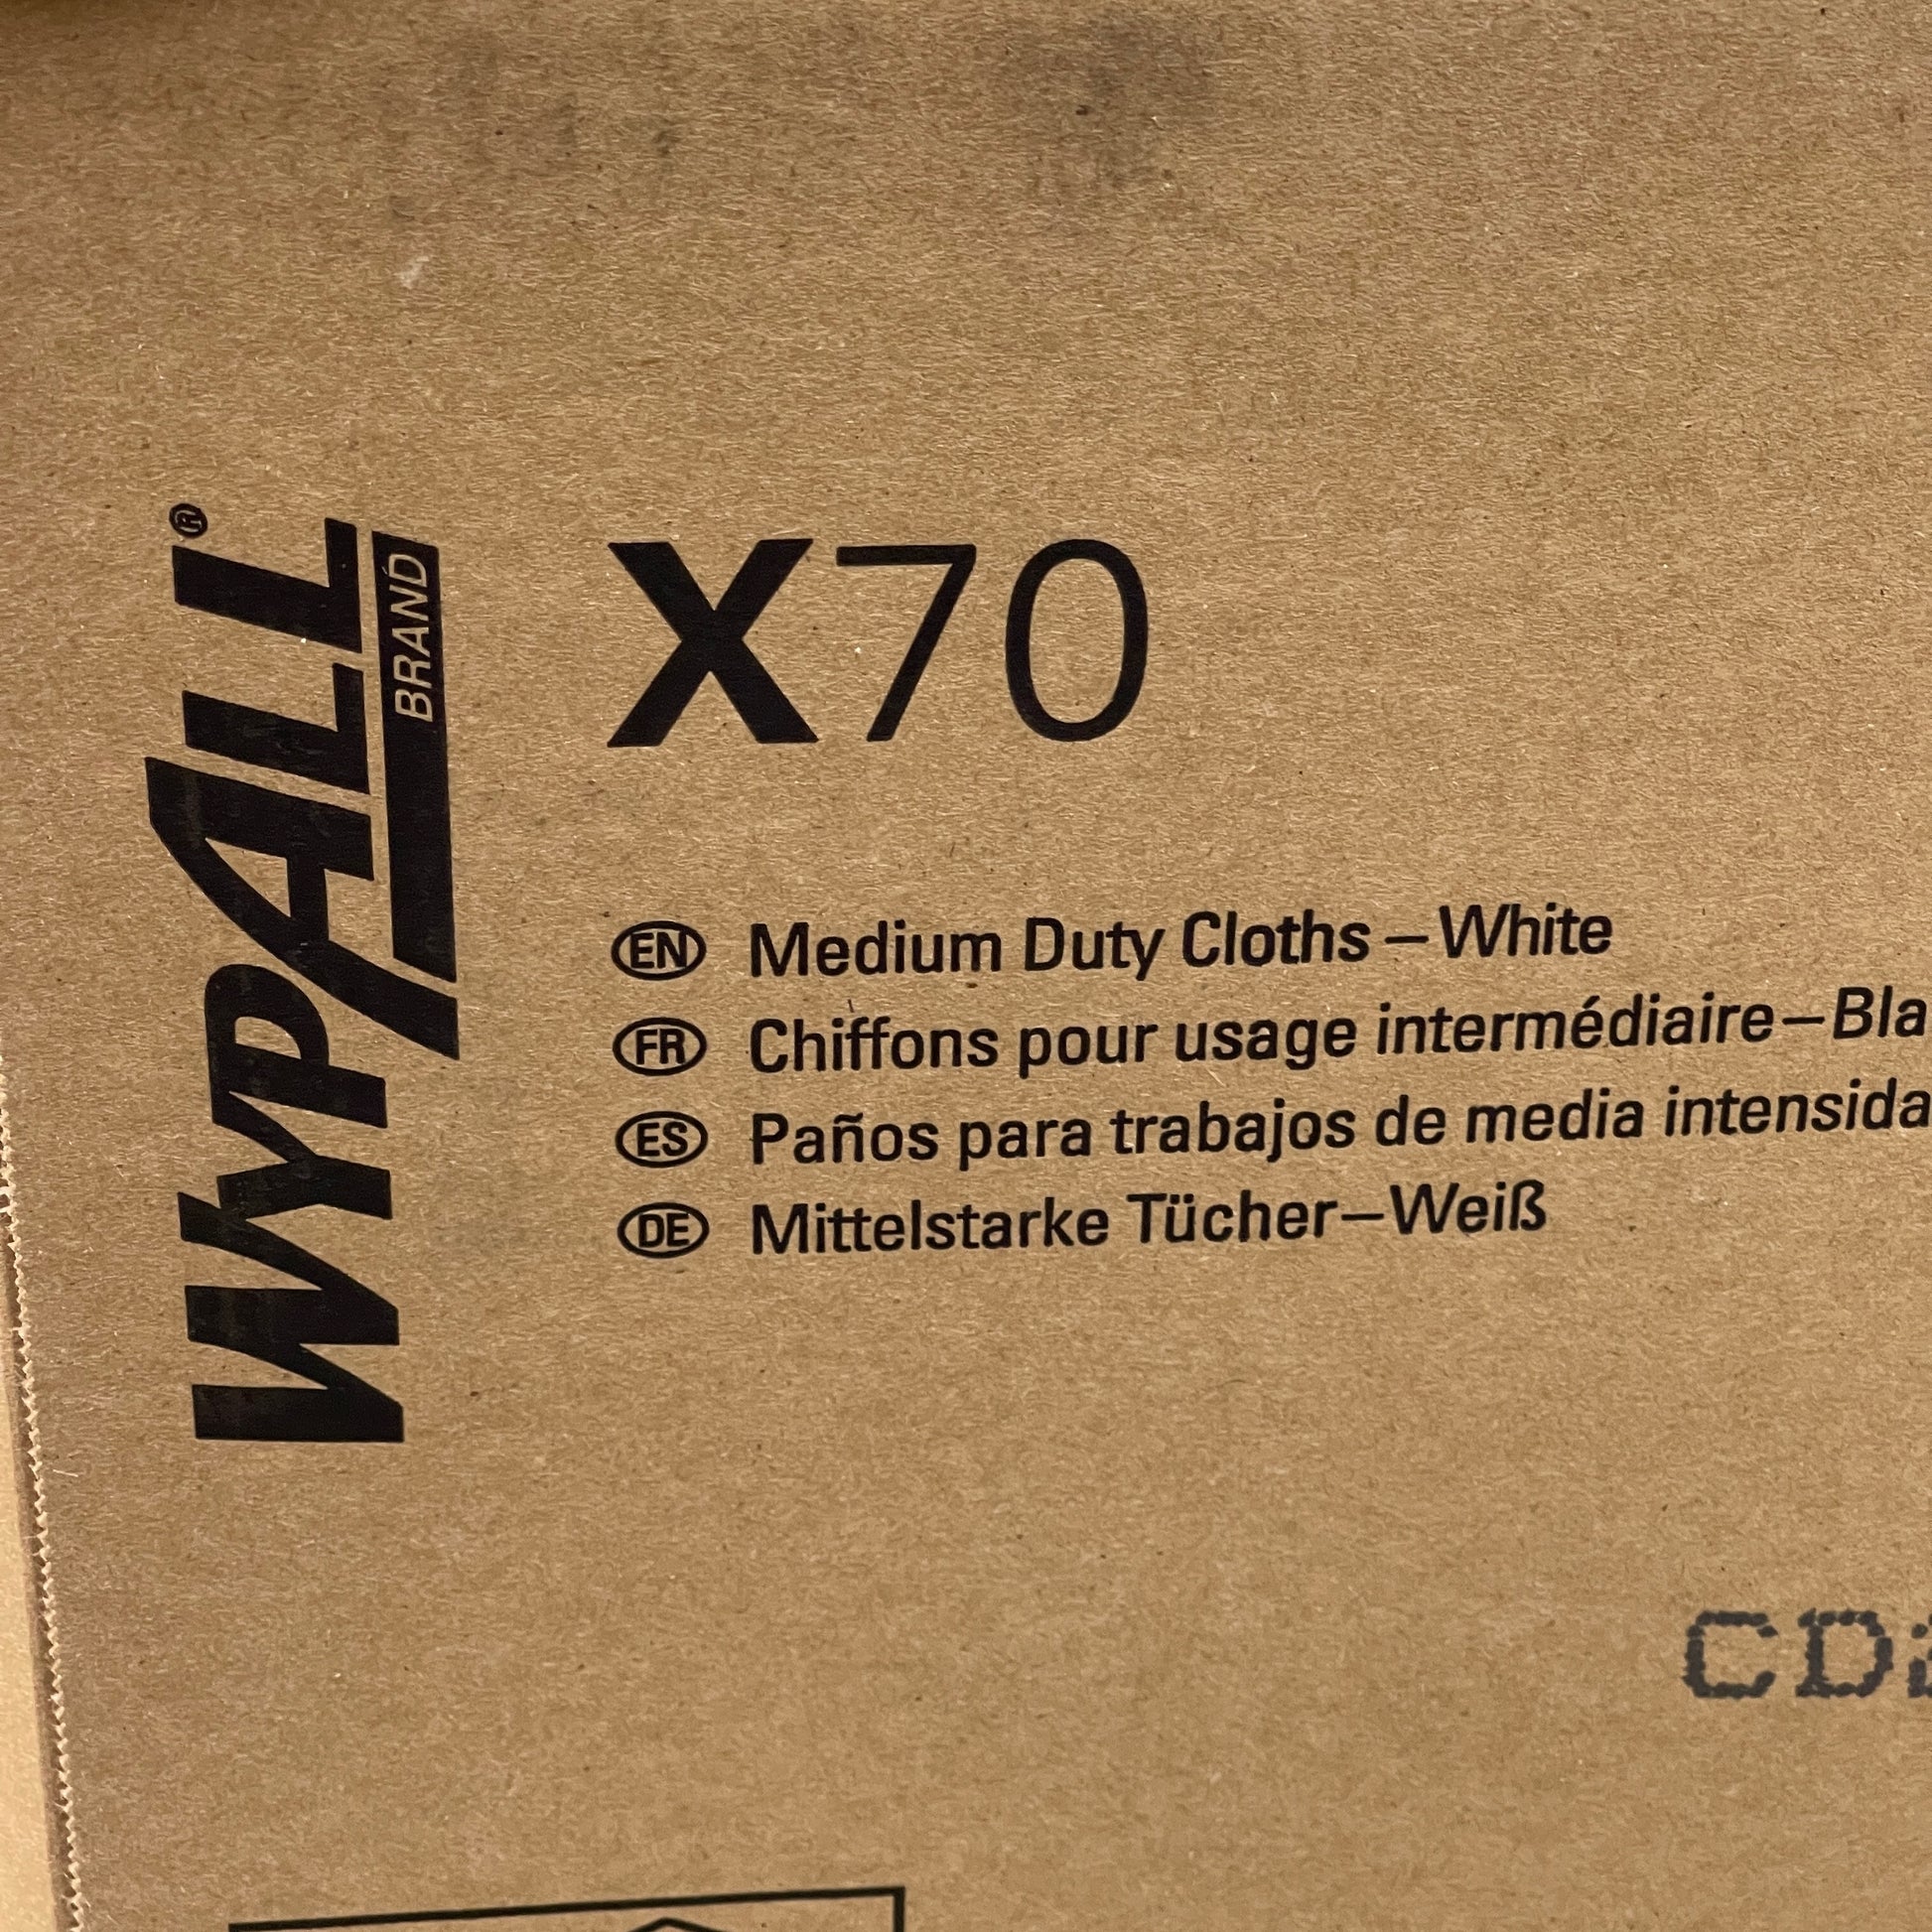 WYPALL®
BRAND
X70
EN Medium Duty Cloths – White
FR Chiffons pour usage intermédiaire – Bla
ES Paños para trabajos de media intensida
DE Mittelstarke Tücher – Weiß
CD